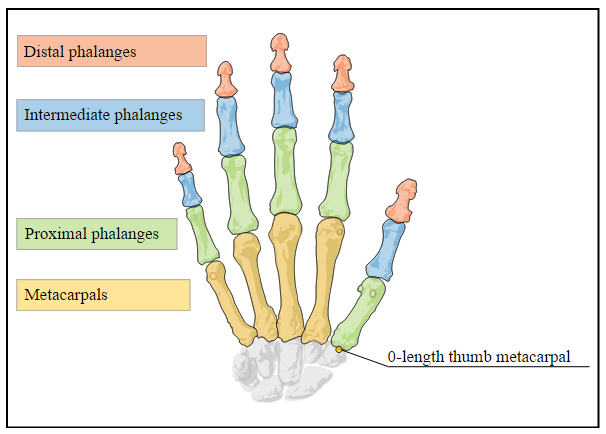 Distal phalanges
Intermediate phalanges
Proximal phalanges
Metacarpals
0-length thumb metacarpal